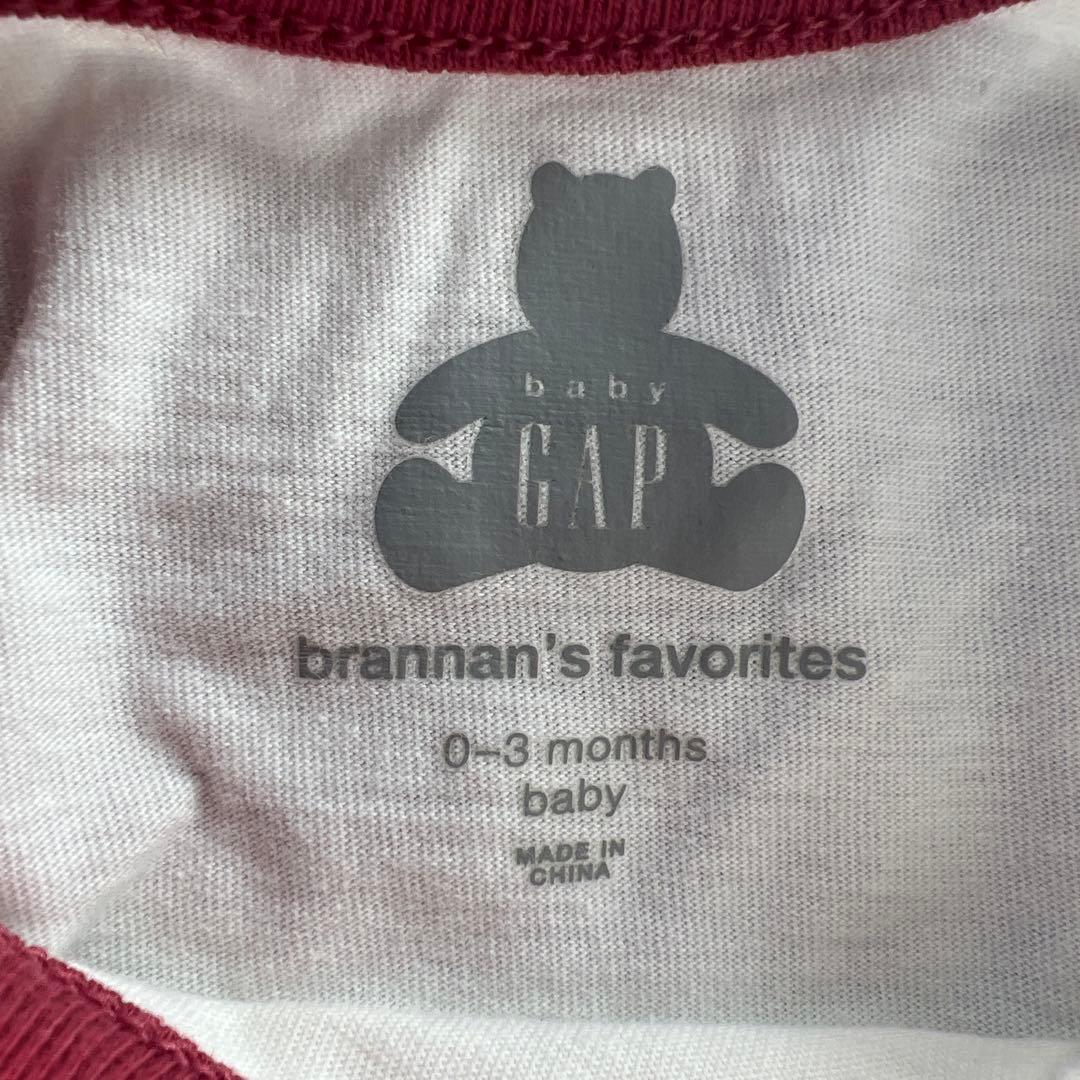 baby
GAP
brannan's favorites
0–3 months
baby
MADE IN
CHINA